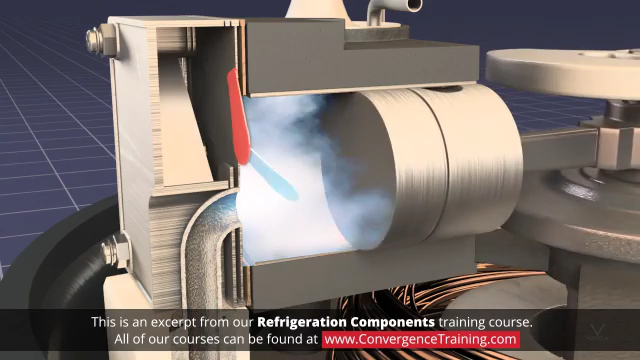 This is an excerpt from our Refrigeration Components training course.
All of our courses can be found at www.ConvergenceTraining.com